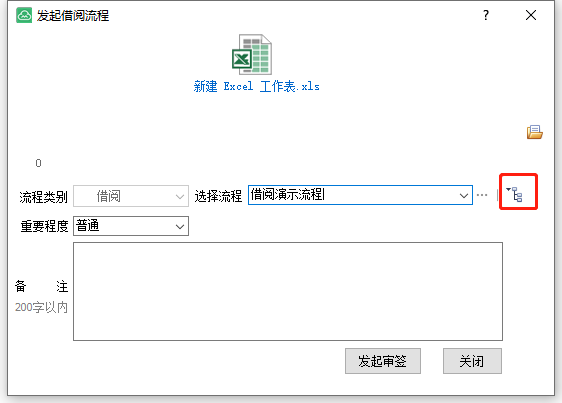 发起借阅流程
新建 Excel 工作表.xls
0
流程类别 借阅 选择流程 借阅演示流程 ...
重要程度 普通
备 注
200字以内
发起审签 关闭